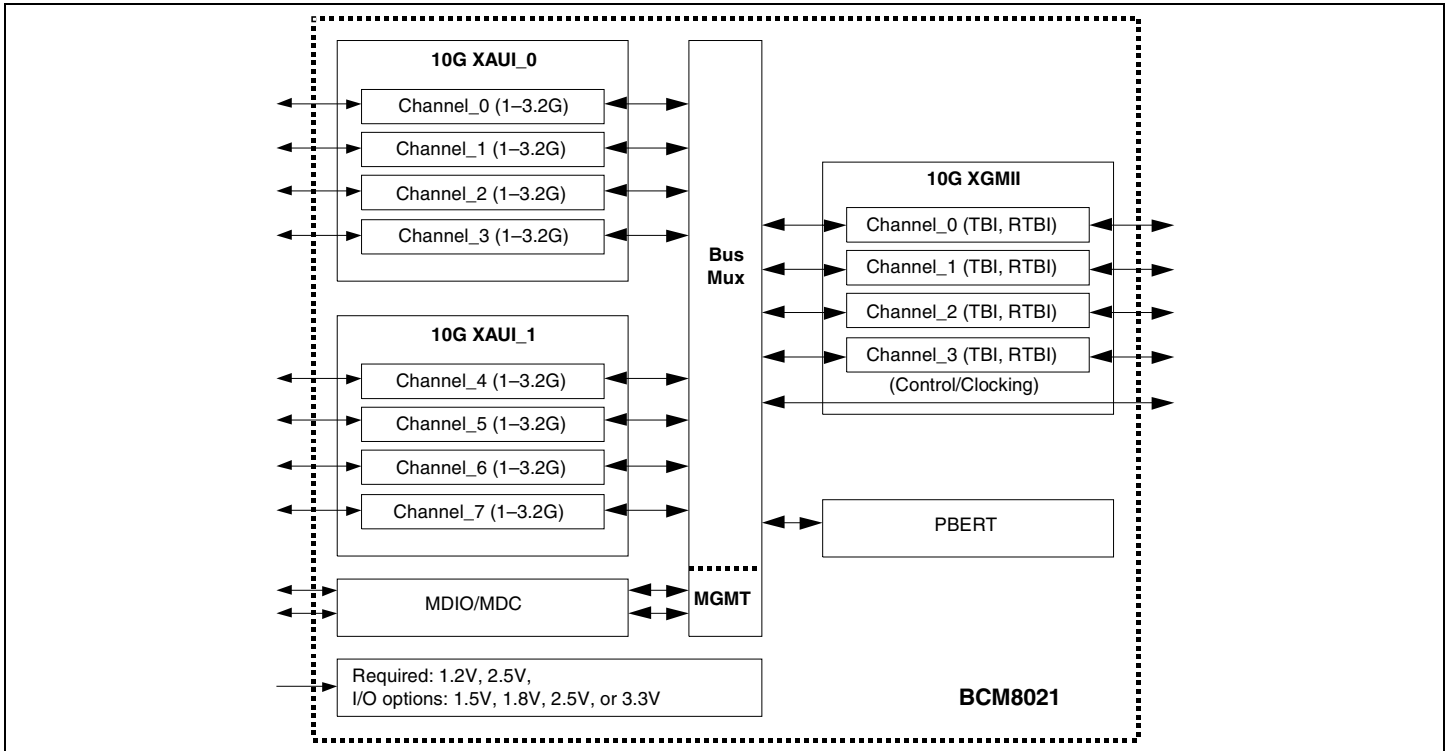 10G XAUI_0
Channel_0 (1–3.2G)
Channel_1 (1–3.2G)
Channel_2 (1–3.2G)
Channel_3 (1–3.2G)
10G XAUI_1
Channel_4 (1–3.2G)
Channel_5 (1–3.2G)
Channel_6 (1–3.2G)
Channel_7 (1–3.2G)
MDIO/MDC
Required: 1.2V, 2.5V,
I/O options: 1.5V, 1.8V, 2.5V, or 3.3V
Bus
Mux
MGMT
10G XGMII
Channel_0 (TBI, RTBI)
Channel_1 (TBI, RTBI)
Channel_2 (TBI, RTBI)
Channel_3 (TBI, RTBI)
(Control/Clocking)
PBERT
BCM8021